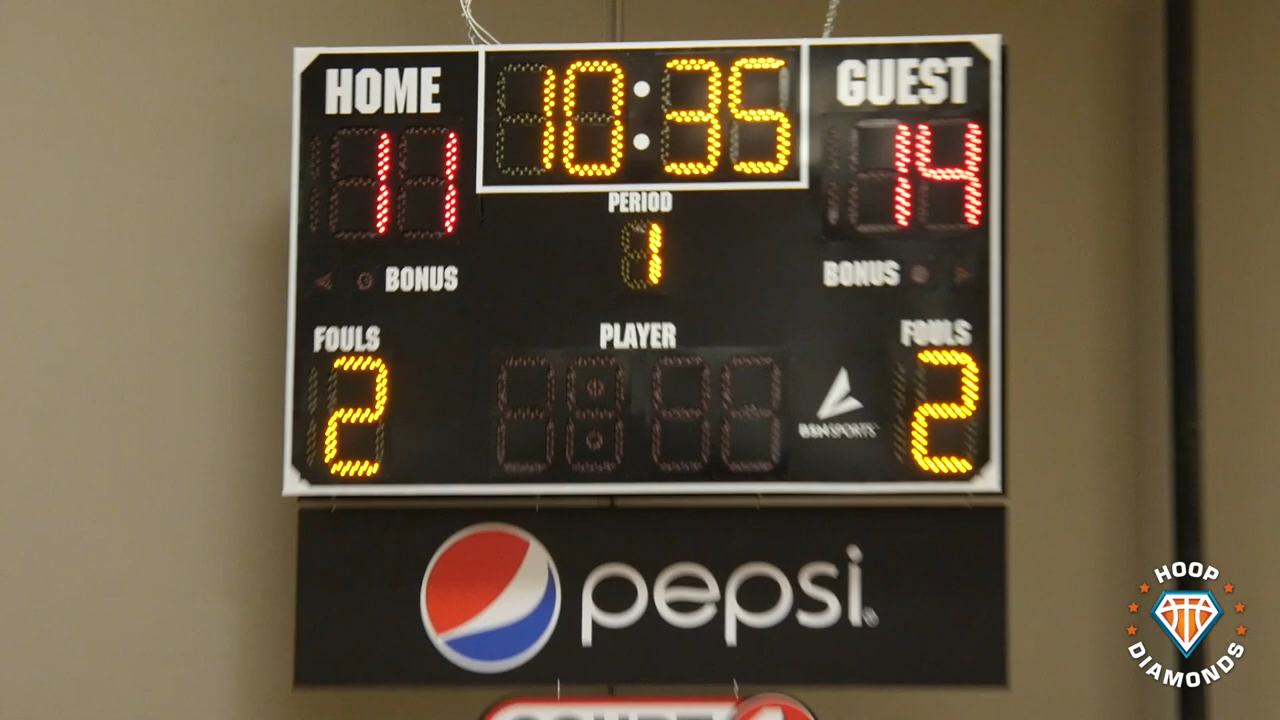 HOME 10:35 GUEST
11 14
PERIOD
1
BONUS BONUS
FOULS PLAYER FOULS
2 2
BSN SPORTS
pepsi
HOOP
DIAMONDS